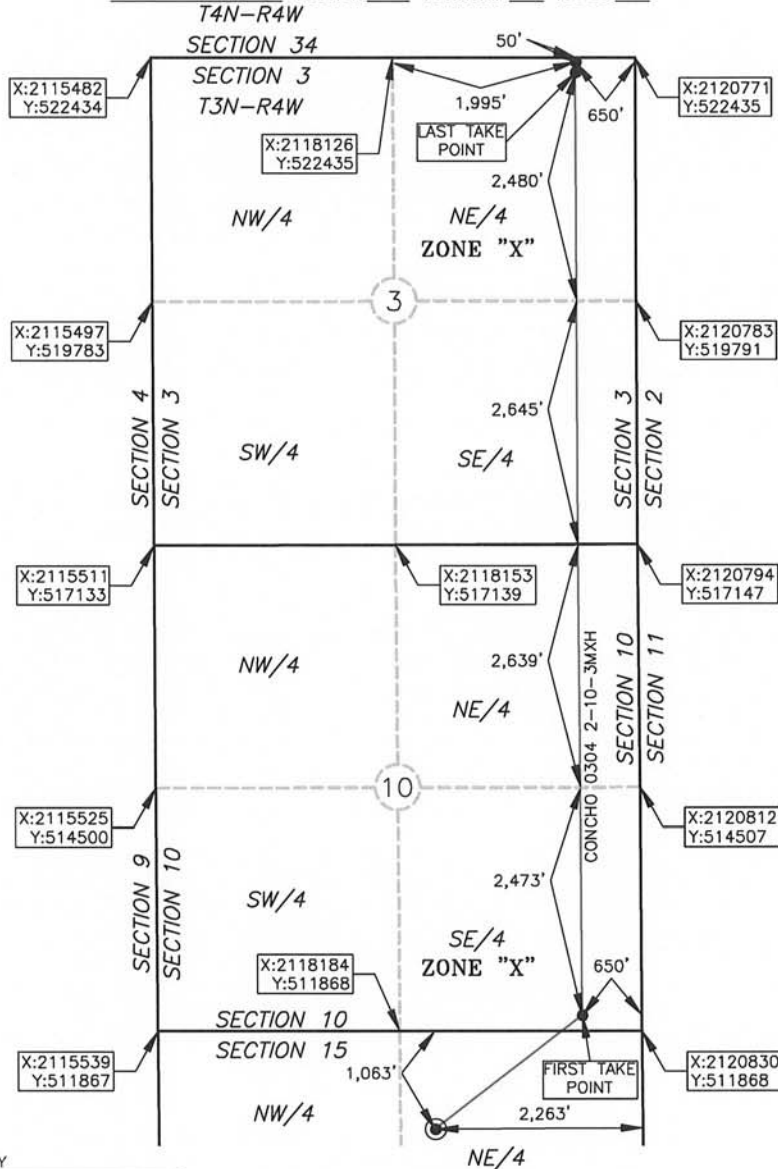 T4N-R4W
SECTION 34
50'
SECTION 3
T3N-R4W
X:2115482
Y:522434
X:2120771
Y:522435
1,995'
650'
X:2118126
Y:522435
LAST TAKE
POINT
2,480'
NW/4
NE/4
ZONE "X"
3
X:2115497
Y:519783
X:2120783
Y:519791
SECTION 4
SECTION 3
2,645'
SECTION 3
SECTION 2
SW/4
SE/4
X:2115511
Y:517133
X:2118153
Y:517139
X:2120794
Y:517147
NW/4
2,639'
NE/4
CONCHO 0304 2-10-3MXH
SECTION 10
SECTION 11
10
X:2115525
Y:514500
X:2120812
Y:514507
SECTION 9
SECTION 10
2,473'
SW/4
SE/4
ZONE "X"
X:2118184
Y:511868
650'
SECTION 10
SECTION 15
X:2115539
Y:511867
1,063'
FIRST TAKE
POINT
X:2120830
Y:511868
NW/4
2,263'
NE/4